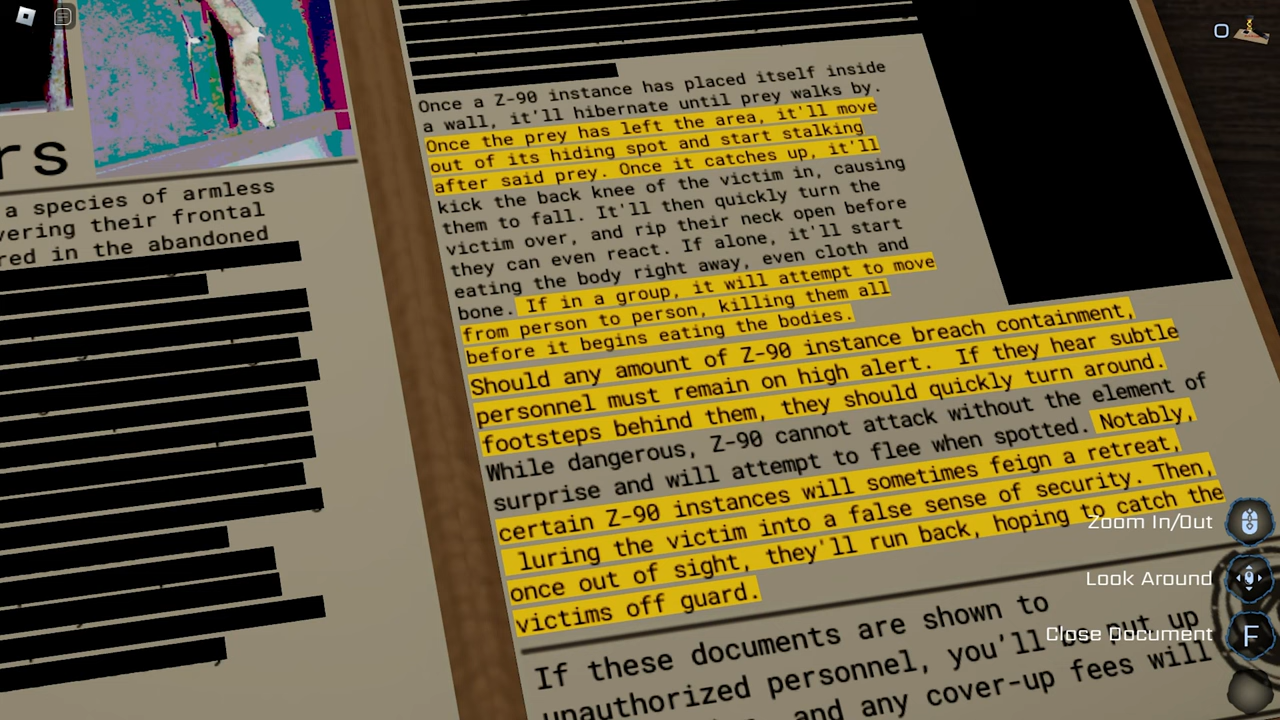 rs
a species of armless
vering their frontal
red in the abandoned
Once a Z-90 instance has placed itself inside
a wall, it'll hibernate until prey walks by.
Once the prey has left the area, it'll move
out of its hiding spot and start stalking
after said prey. Once it catches up, it'll
kick the back knee of the victim in, causing
them to fall. It'll then quickly turn the
victim over, and rip their neck open before
they can even react. If alone, it'll start
eating the body right away, even cloth and
bone. If in a group, it will attempt to move
from person to person, killing them all
before it begins eating the bodies.
Should any amount of Z-90 instance breach containment,
personnel must remain on high alert. If they hear subtle
footsteps behind them, they should quickly turn around.
While dangerous, Z-90 cannot attack without the element of
surprise and will attempt to flee when spotted. Notably,
certain Z-90 instances will sometimes feign a retreat,
luring the victim into a false sense of security. Then,
once out of sight, they'll run back, hoping to catch the
victims off guard.
If these documents are shown to
unauthorized personnel, you'll be put up
and any cover-up fees will
O
Zoom In/Out
Look Around
Close Document
F